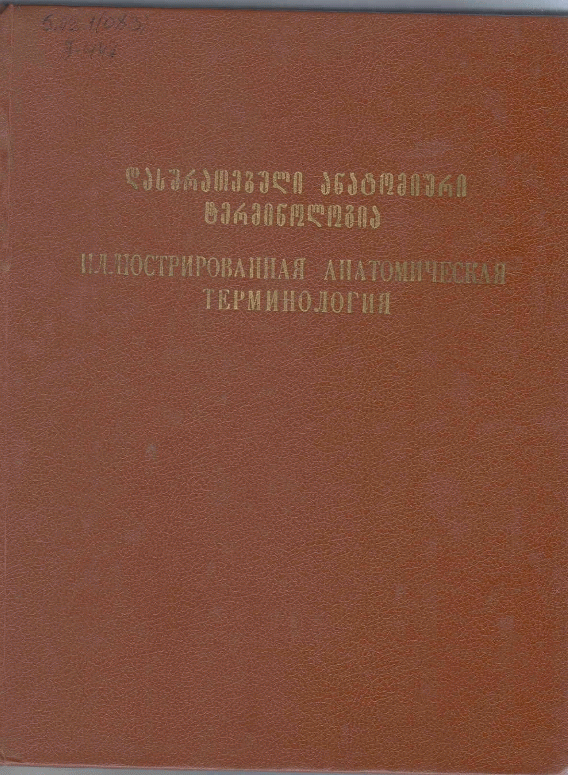 დასურათებული ანატომიური
ტერმინოლოგია
ИЛЛЮСТРИРОВАННАЯ АНАТОМИЧЕСКАЯ
ТЕРМИНОЛОГИЯ